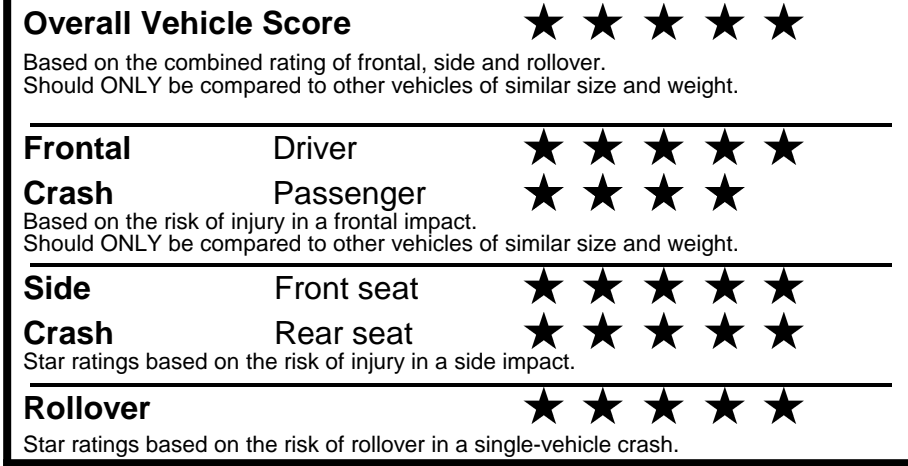 Overall Vehicle Score ★ ★ ★ ★ ★
Based on the combined rating of frontal, side and rollover.
Should ONLY be compared to other vehicles of similar size and weight.
Frontal Driver ★ ★ ★ ★ ★
Crash Passenger ★ ★ ★ ★
Based on the risk of injury in a frontal impact.
Should ONLY be compared to other vehicles of similar size and weight.
Side Front seat ★ ★ ★ ★ ★
Crash Rear seat ★ ★ ★ ★ ★
Star ratings based on the risk of injury in a side impact.
Rollover ★ ★ ★ ★ ★
Star ratings based on the risk of rollover in a single-vehicle crash.